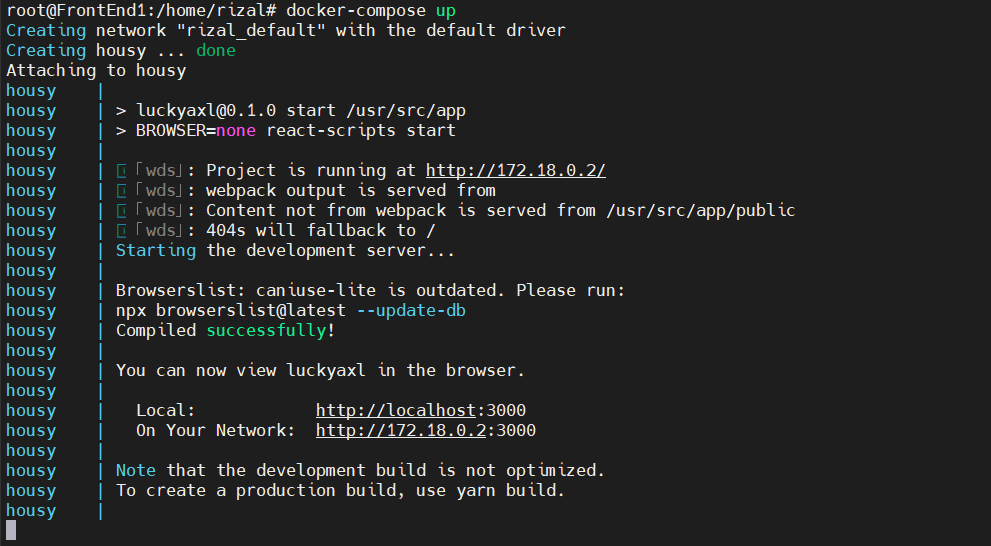 root@FrontEnd1:/home/rizal# docker-compose up
Creating network "rizal_default" with the default driver
Creating housy ... done
Attaching to housy
housy    |
housy    | > luckyaxl@0.1.0 start /usr/src/app
housy    | > BROWSER=none react-scripts start
housy    |
housy    | ℹ ｢wds｣: Project is running at http://172.18.0.2/
housy    | ℹ ｢wds｣: webpack output is served from
housy    | ℹ ｢wds｣: Content not from webpack is served from /usr/src/app/public
housy    | ℹ ｢wds｣: 404s will fallback to /
housy    | Starting the development server...
housy    |
housy    | Browserslist: caniuse-lite is outdated. Please run:
housy    | npx browserslist@latest --update-db
housy    | Compiled successfully!
housy    |
housy    | You can now view luckyaxl in the browser.
housy    |
housy    |   Local:            http://localhost:3000
housy    |   On Your Network:  http://172.18.0.2:3000
housy    |
housy    | Note that the development build is not optimized.
housy    | To create a production build, use yarn build.
housy    |